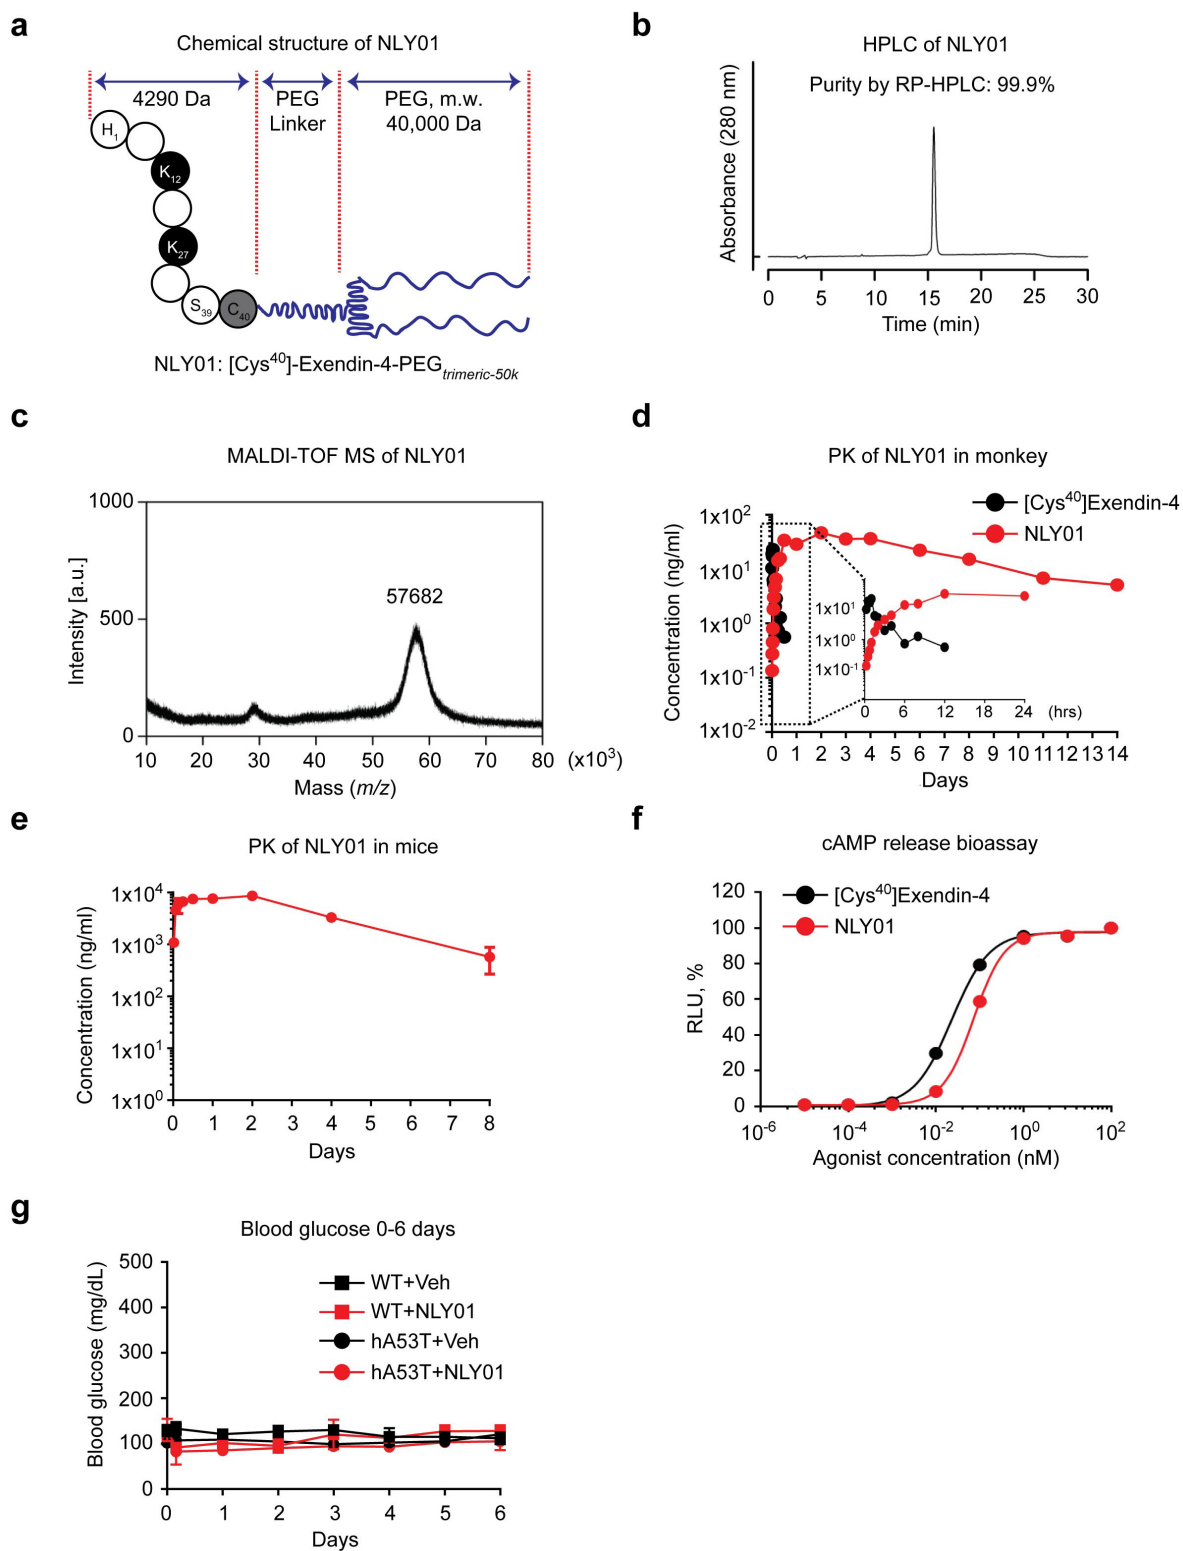 a
Chemical structure of NLY01
4290 Da
PEG
Linker
PEG, m.w.
40,000 Da
H1
K12
K27
S39
C40
NLY01: [Cys40]-Exendin-4-PEGtrimeric-50k
b
HPLC of NLY01
Purity by RP-HPLC: 99.9%
Absorbance (280 nm)
0 5 10 15 20 25 30
Time (min)
c
MALDI-TOF MS of NLY01
Intensity [a.u.]
1000
500
0
57682
10 20 30 40 50 60 70 80 (x10³)
Mass (m/z)
d
PK of NLY01 in monkey
[Cys40]Exendin-4
NLY01
Concentration (ng/ml)
1x10²
1x10¹
1x10⁰
1x10⁻¹
1x10⁻²
1x10¹
1x10⁰
1x10⁻¹
0 6 12 18 24 (hrs)
0 1 2 3 4 5 6 7 8 9 10 11 12 13 14
Days
e
PK of NLY01 in mice
Concentration (ng/ml)
1x10⁴
1x10³
1x10²
1x10¹
1x10⁰
0 1 2 3 4 5 6 7 8
Days
f
cAMP release bioassay
[Cys40]Exendin-4
NLY01
RLU, %
120
100
80
60
40
20
0
10⁻⁶ 10⁻⁴ 10⁻² 10⁰ 10²
Agonist concentration (nM)
g
Blood glucose 0-6 days
Blood glucose (mg/dL)
500
400
300
200
100
0
WT+Veh
WT+NLY01
hA53T+Veh
hA53T+NLY01
0 1 2 3 4 5 6
Days